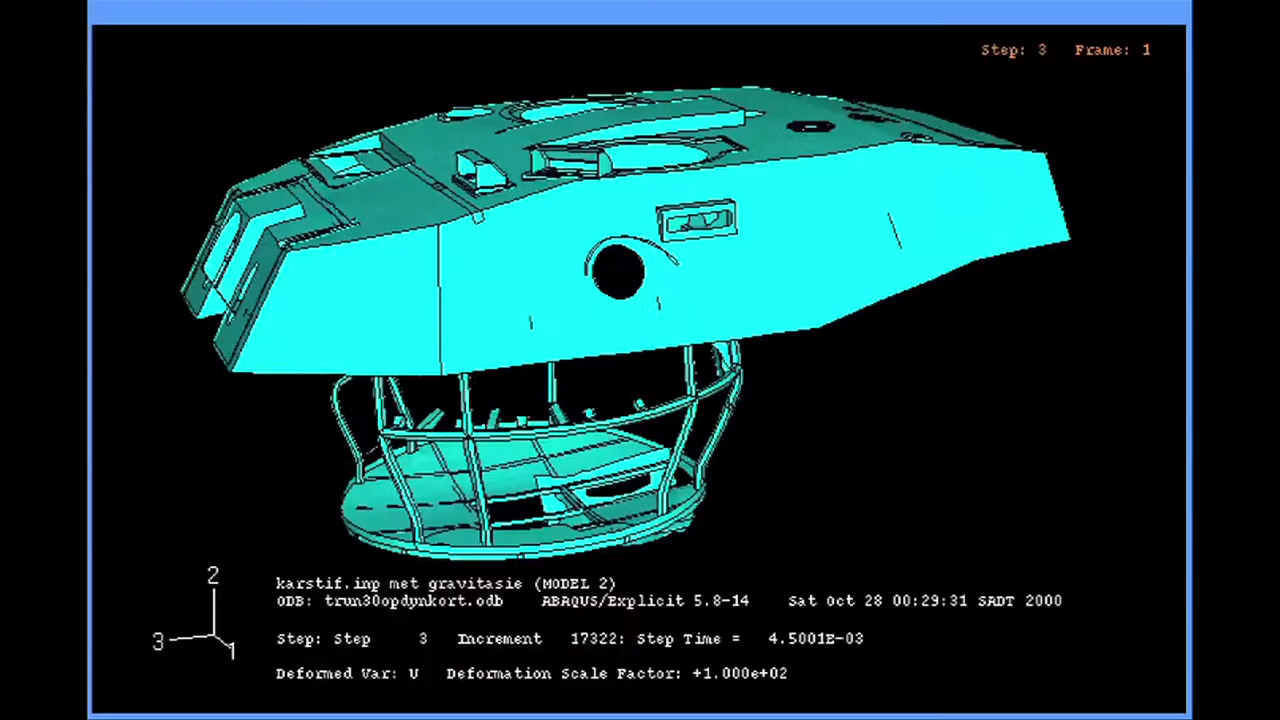 Step: 3 Frame: 1
2
3
1
karstif.inp met gravitasie (MODEL 2)
ODB: trun30opdynkort.odb ABAQUS/Explicit 5.8-14 Sat Oct 28 00:29:31 SADT 2000
Step: Step 3 Increment 17322: Step Time = 4.5001E-03
Deformed Var: U Deformation Scale Factor: +1.000e+02